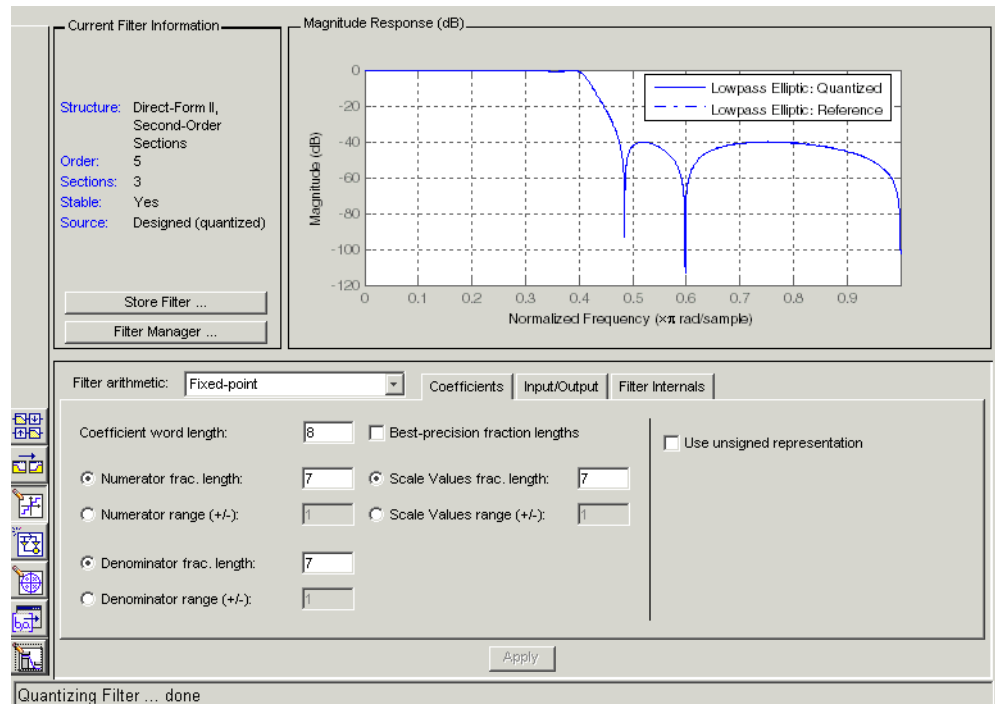 Current Filter Information
Structure: Direct-Form II,
Second-Order
Sections
Order: 5
Sections: 3
Stable: Yes
Source: Designed (quantized)
Store Filter ...
Filter Manager ...
Magnitude Response (dB)
Magnitude (dB)
0
-20
-40
-60
-80
-100
-120
Lowpass Elliptic: Quantized
Lowpass Elliptic: Reference
0 0.1 0.2 0.3 0.4 0.5 0.6 0.7 0.8 0.9
Normalized Frequency (×π rad/sample)
Filter arithmetic: Fixed-point
Coefficients Input/Output Filter Internals
Coefficient word length: 8 Best-precision fraction lengths
Use unsigned representation
Numerator frac. length: 7 Scale Values frac. length: 7
Numerator range (+/-): 1 Scale Values range (+/-): 1
Denominator frac. length: 7
Denominator range (+/-): 1
Apply
[b,a]
Quantizing Filter ... done